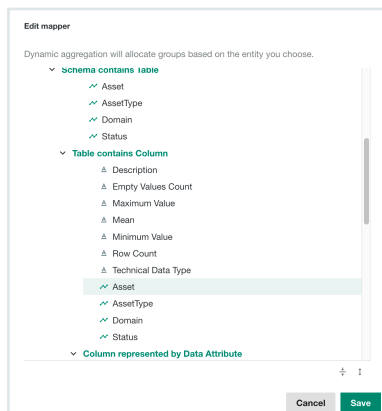 Edit mapper
Dynamic aggregation will allocate groups based on the entity you choose.
Schema contains Table
Asset
AssetType
Domain
Status
Table contains Column
Description
Empty Values Count
Maximum Value
Mean
Minimum Value
Row Count
Technical Data Type
Asset
AssetType
Domain
Status
Column represented by Data Attribute
Cancel Save